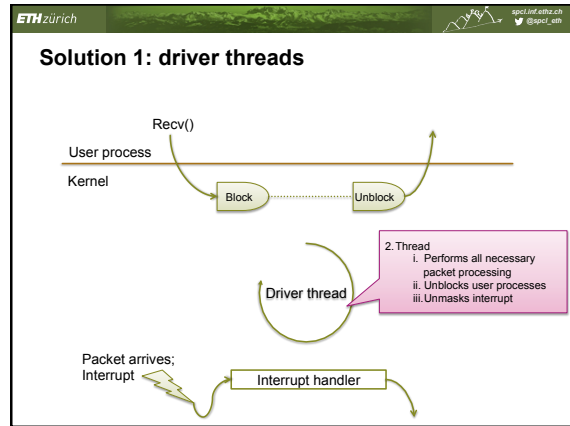 ETHzürich
spcl.inf.ethz.ch
@spcl_eth
Solution 1: driver threads
Recv()
User process
Kernel
Block
Unblock
2. Thread
i. Performs all necessary
packet processing
ii. Unblocks user processes
iii. Unmasks interrupt
Driver thread
Packet arrives;
Interrupt
Interrupt handler